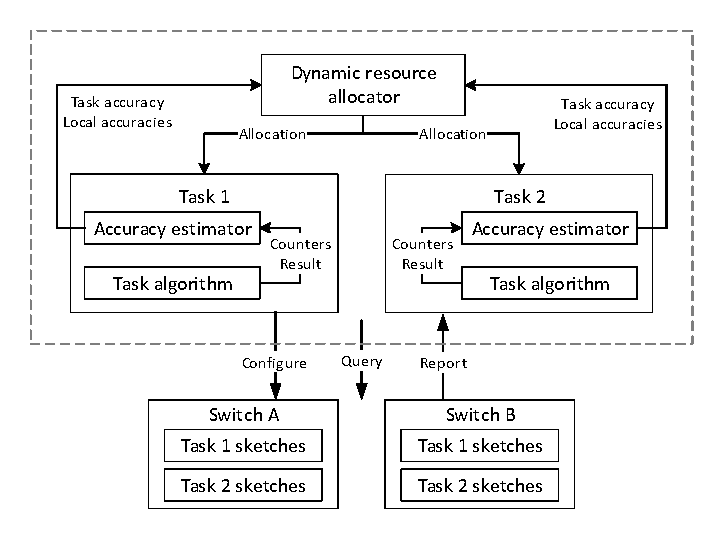 Dynamic resource
allocator
Task accuracy
Local accuracies
Task accuracy
Local accuracies
Allocation
Allocation
Task 1
Accuracy estimator
Counters
Result
Task algorithm
Task 2
Accuracy estimator
Counters
Result
Task algorithm
Configure
Query
Report
Switch A
Task 1 sketches
Task 2 sketches
Switch B
Task 1 sketches
Task 2 sketches